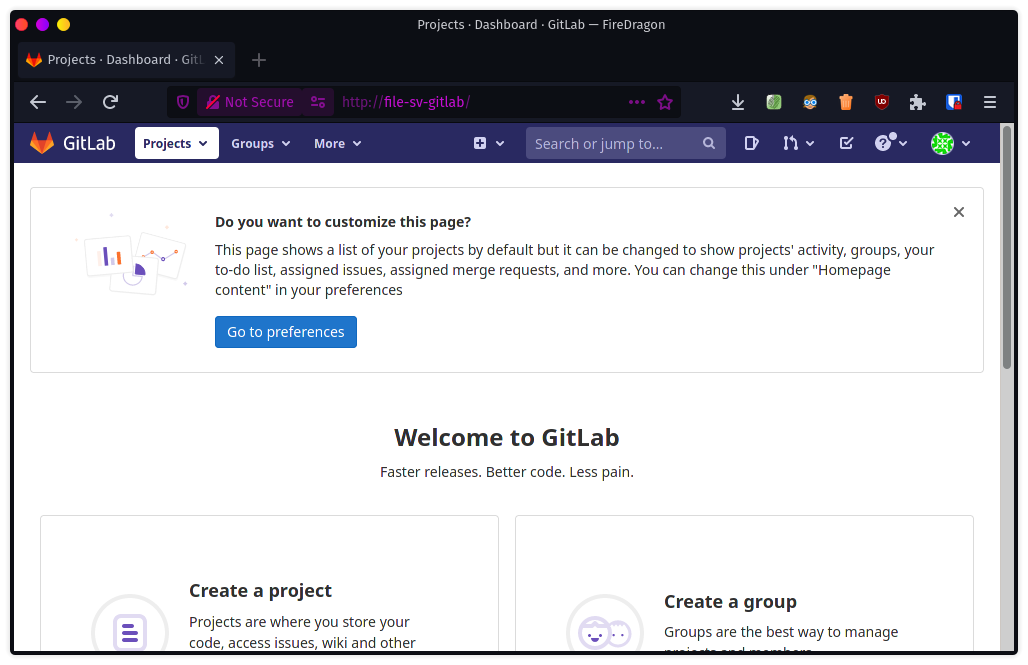 Projects · Dashboard · GitLab — FireDragon
Projects · Dashboard · GitL
Not Secure
http://file-sv-gitlab/
UD
GitLab
Projects
Groups
More
Search or jump to...
Do you want to customize this page?
This page shows a list of your projects by default but it can be changed to show projects' activity, groups, your
to-do list, assigned issues, assigned merge requests, and more. You can change this under "Homepage
content" in your preferences
Go to preferences
Welcome to GitLab
Faster releases. Better code. Less pain.
Create a project
Projects are where you store your
code, access issues, wiki and other
Create a group
Groups are the best way to manage
projects and members